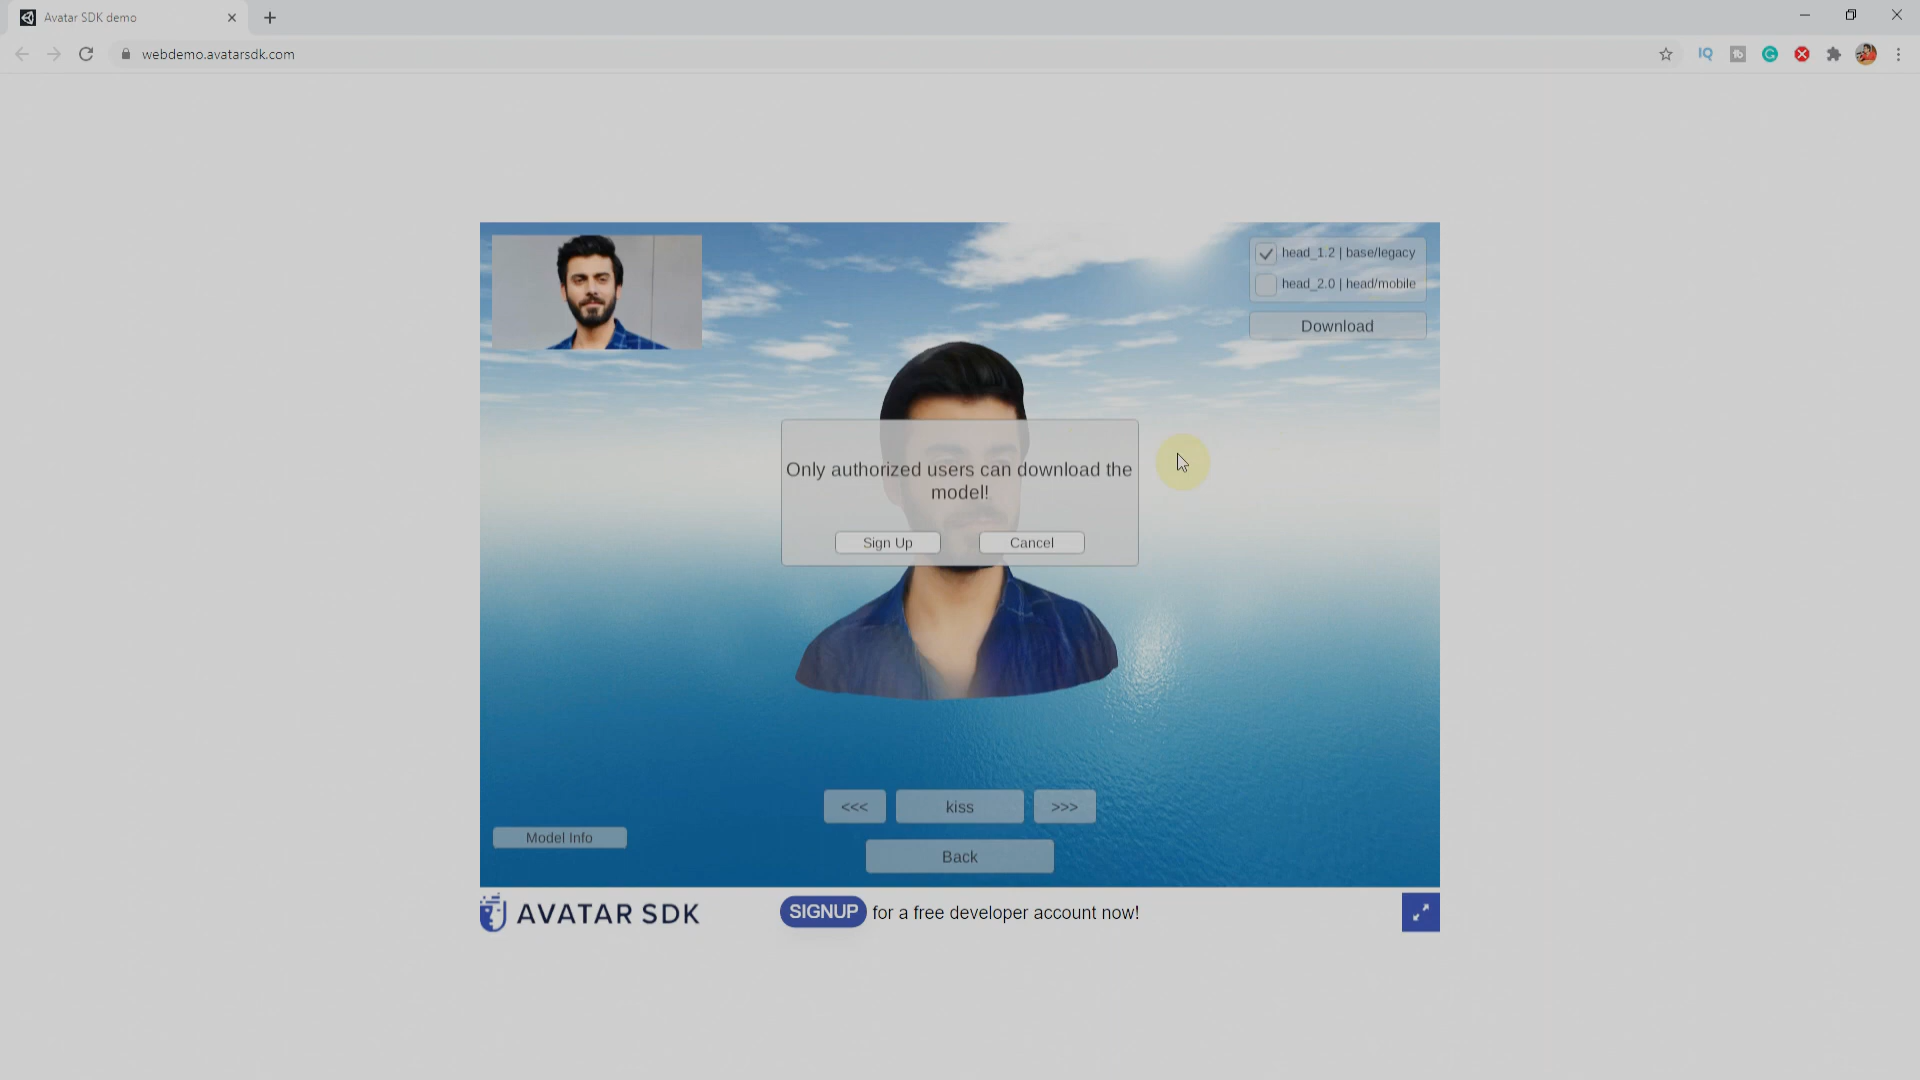 Avatar SDK demo
webdemo.avatarsdk.com
IQ
head_1.2 | base/legacy
head_2.0 | head/mobile
Download
Only authorized users can download the
model!
Sign Up
Cancel
<<<
kiss
>>>
Model Info
Back
AVATAR SDK
SIGNUP for a free developer account now!